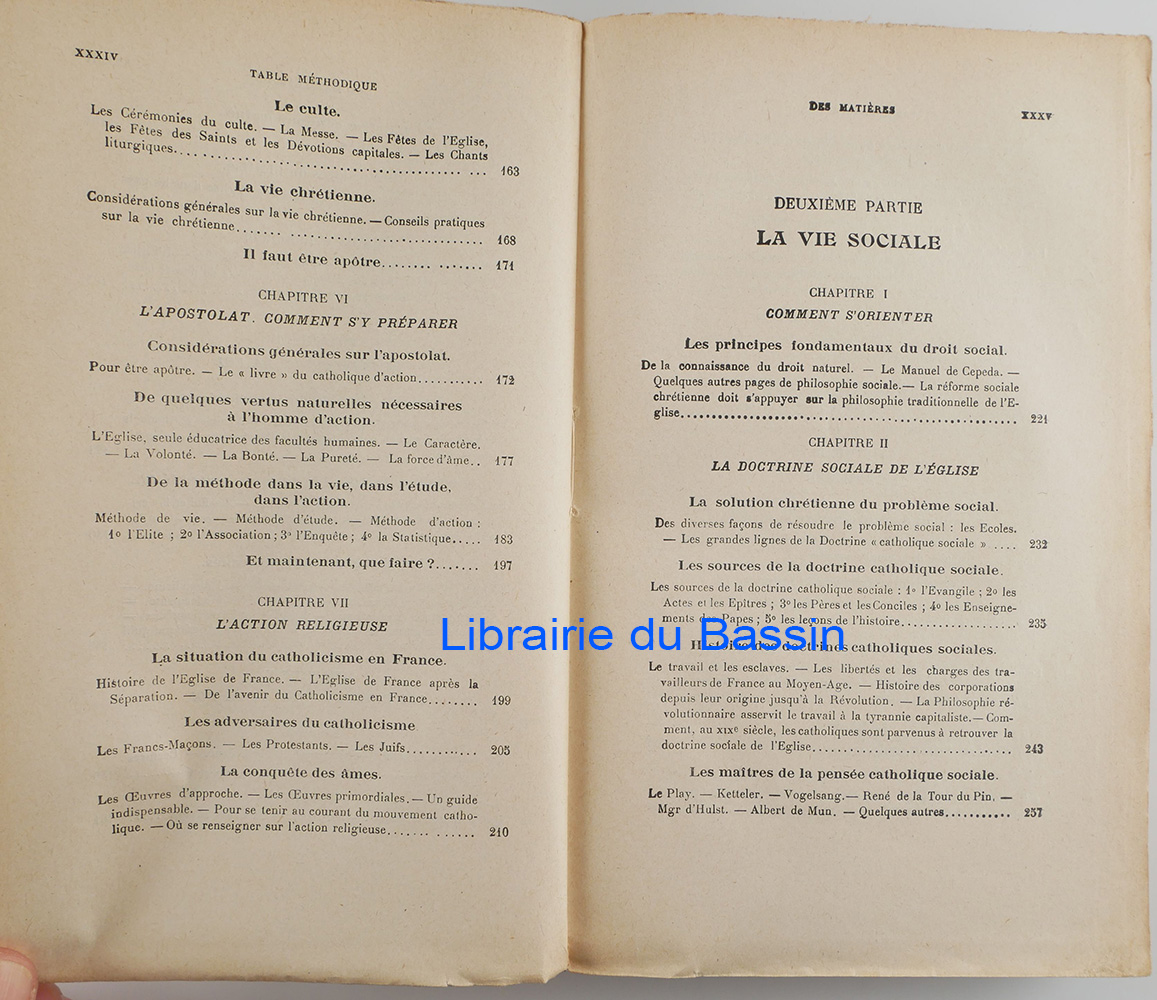 XXXIV
TABLE MÉTHODIQUE
Le culte.
Les Cérémonies du culte. — La Messe. — Les Fêtes de l'Eglise,
les Fêtes des Saints et les Dévotions capitales. — Les Chants
liturgiques........................................ 163
La vie chrétienne.
Considérations générales sur la vie chrétienne. — Conseils pratiques
sur la vie chrétienne................................ 168
Il faut être apôtre............... 171
CHAPITRE VI
L'APOSTOLAT. COMMENT S'Y PRÉPARER
Considérations générales sur l'apostolat.
Pour être apôtre. — Le « livre » du catholique d'action........... 172
De quelques vertus naturelles nécessaires
à l'homme d'action.
L'Eglise, seule éducatrice des facultés humaines. — Le Caractère.
— La Volonté. — La Bonté. — La Pureté. — La force d'âme.. 177
De la méthode dans la vie, dans l'étude,
dans l'action.
Méthode de vie. — Méthode d'étude. — Méthode d'action :
1o l'Elite ; 2o l'Association ; 3o l'Enquête ; 4o la Statistique..... 183
Et maintenant, que faire ?....... 197
CHAPITRE VII
L'ACTION RELIGIEUSE
La situation du catholicisme en France.
Histoire de l'Eglise de France. — L'Eglise de France après la
Séparation. — De l'avenir du Catholicisme en France........ 199
Les adversaires du catholicisme
Les Francs-Maçons. — Les Protestants. — Les Juifs............ 205
La conquête des âmes.
Les Œuvres d'approche. — Les Œuvres primordiales. — Un guide
indispensable. — Pour se tenir au courant du mouvement catho-
lique. — Où se renseigner sur l'action religieuse............... 210
DES MATIÈRES
XXXV
DEUXIÈME PARTIE
LA VIE SOCIALE
CHAPITRE I
COMMENT S'ORIENTER
Les principes fondamentaux du droit social.
De la connaissance du droit naturel. — Le Manuel de Cepeda. —
Quelques autres pages de philosophie sociale. — La réforme sociale
chrétienne doit s'appuyer sur la philosophie traditionnelle de l'E-
glise.................................................. 221
CHAPITRE II
LA DOCTRINE SOCIALE DE L'ÉGLISE
La solution chrétienne du problème social.
Des diverses façons de résoudre le problème social : les Ecoles.
— Les grandes lignes de la Doctrine « catholique sociale » .... 232
Les sources de la doctrine catholique sociale.
Les sources de la doctrine catholique sociale : 1o l'Evangile ; 2o les
Actes et les Epîtres ; 3o les Pères et les Conciles ; 4o les Enseigne-
ments des Papes ; 5o les leçons de l'histoire.................. 235
Librairie du Bassin
Histoire des doctrines catholiques sociales.
Le travail et les esclaves. — Les libertés et les charges des tra-
vailleurs de France au Moyen-Age. — Histoire des corporations
depuis leur origine jusqu'à la Révolution. — La Philosophie ré-
volutionnaire asservit le travail à la tyrannie capitaliste. — Com-
ment, au XIXe siècle, les catholiques sont parvenus à retrouver la
doctrine sociale de l'Eglise................................ 243
Les maîtres de la pensée catholique sociale.
Le Play. — Ketteler. — Vogelsang. — René de la Tour du Pin. —
Mgr d'Hulst. — Albert de Mun. — Quelques autres........... 257